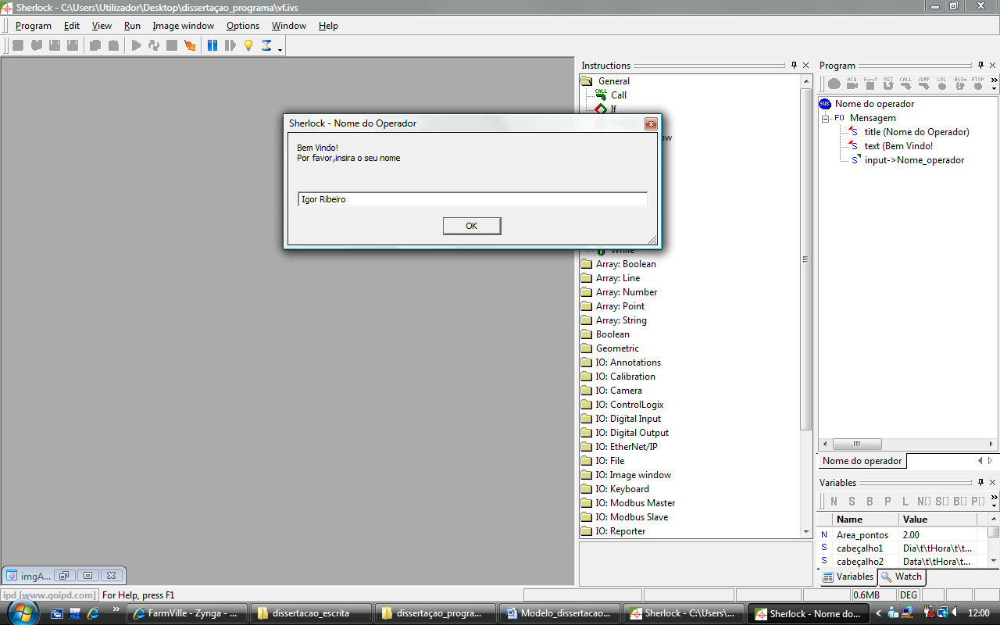 Sherlock - C:\Users\Utilizador\Desktop\dissertaçao_programa\vf.ivs
Program Edit View Run Image window Options Window Help
Instructions
General
Call
If
Sherlock - Nome do Operador
Bem Vindo!
Por favor,insira o seu nome
Igor Ribeiro
OK
While
Array: Boolean
Array: Line
Array: Number
Array: Point
Array: String
Boolean
Geometric
IO: Annotations
IO: Calibration
IO: Camera
IO: ControlLogix
IO: Digital Input
IO: Digital Output
IO: EtherNet/IP
IO: File
IO: Image window
IO: Keyboard
IO: Modbus Master
IO: Modbus Slave
IO: Reporter
Program
ACQ Script RET CALL JUMP LBL While STOP
SUB Nome do operador
F() Mensagem
S title (Nome do Operador)
S text (Bem Vindo!
S input->Nome_operador
Nome do operador
Variables
N S B P L N[] S[] B[] P[]
Name Value
N Area_pontos 2.00
S cabeçalho1 Dia\t\tHora\t\t...
S cabeçalho2 Data\t\tHora\t...
Variables Watch
imgA...
ipd [www.qoipd.com] For Help, press F1
0.6MB DEG
FarmVille - Zynga - ...
dissertacao_escrita
dissertaçao_progra...
Modelo_dissertacao...
Sherlock - C:\Users\...
Sherlock - Nome do...
12:00